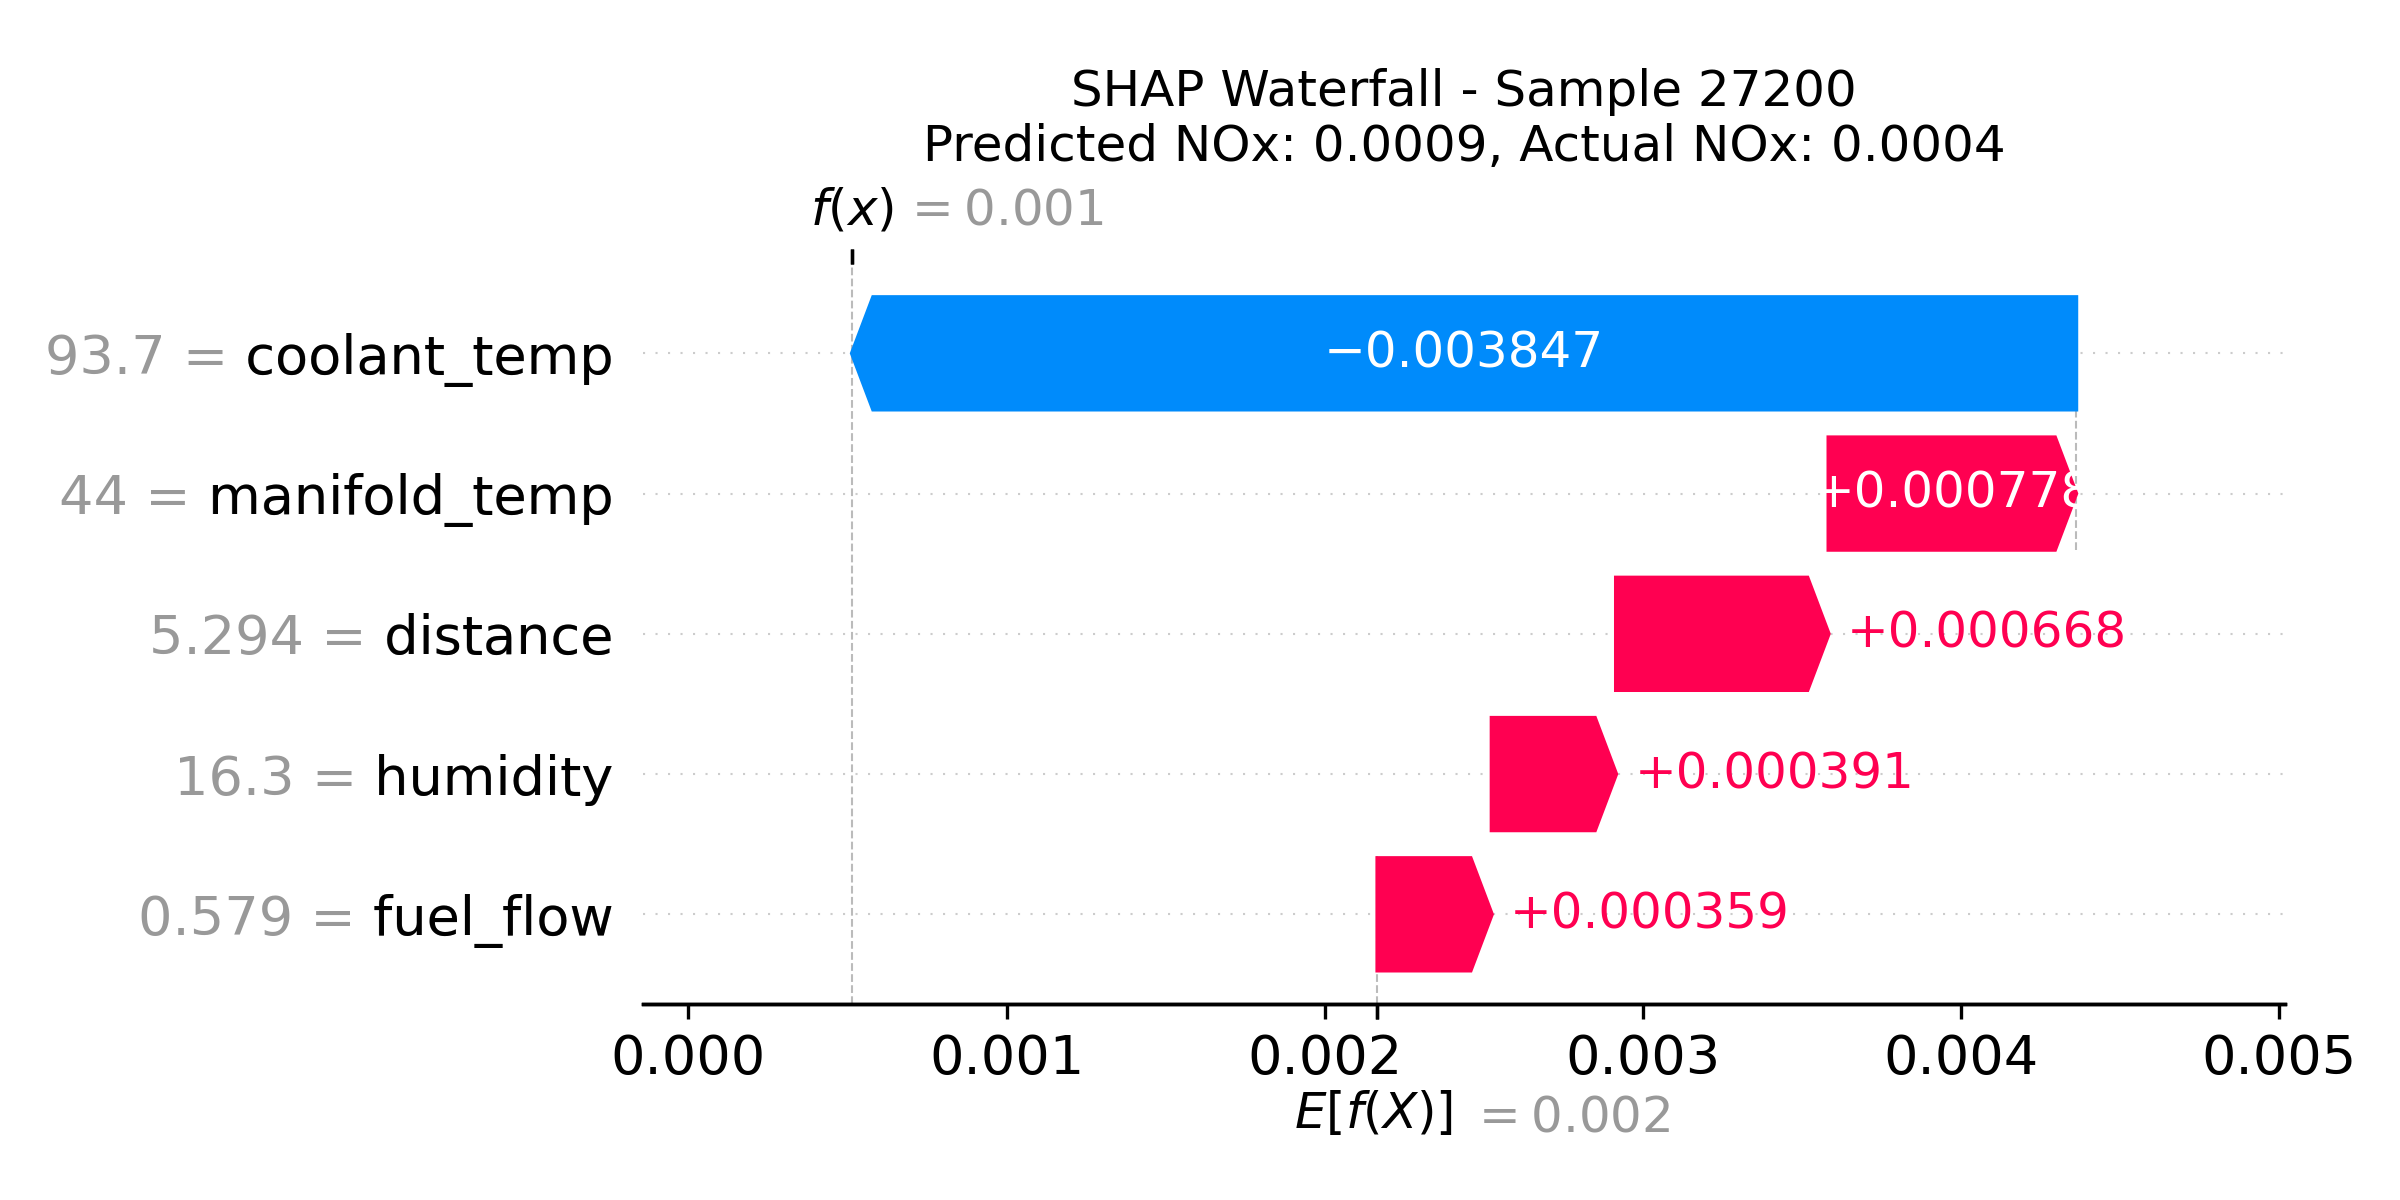 SHAP Waterfall - Sample 27200
Predicted NOx: 0.0009, Actual NOx: 0.0004
f(x) = 0.001
93.7 = coolant_temp −0.003847
44 = manifold_temp +0.000778
5.294 = distance +0.000668
16.3 = humidity +0.000391
0.579 = fuel_flow +0.000359
0.000 0.001 0.002 0.003 0.004 0.005
E[f(X)] = 0.002